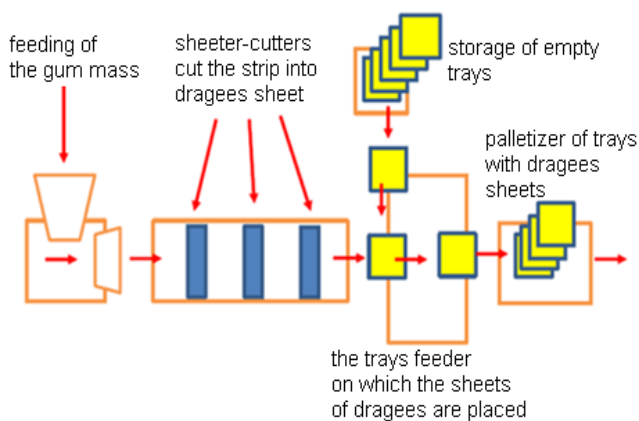 feeding of
the gum mass
sheeter-cutters
cut the strip into
dragees sheet
storage of empty
trays
palletizer of trays
with dragees
sheets
the trays feeder
on which the sheets
of dragees are placed